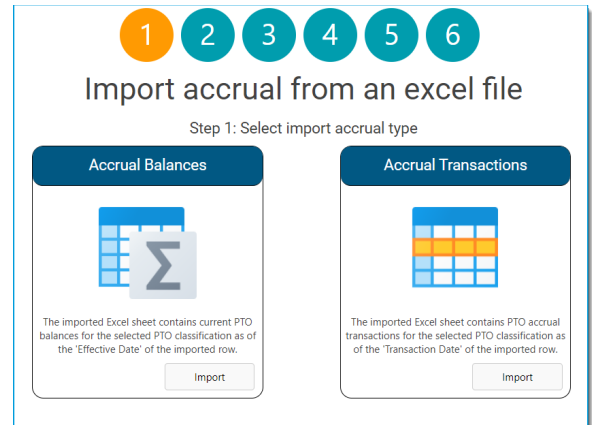 1 2 3 4 5 6
Import accrual from an excel file
Step 1: Select import accrual type
Accrual Balances
Σ
The imported Excel sheet contains current PTO
balances for the selected PTO classification as of
the 'Effective Date' of the imported row.
Import
Accrual Transactions
The imported Excel sheet contains PTO accrual
transactions for the selected PTO classification as
of the 'Transaction Date' of the imported row.
Import